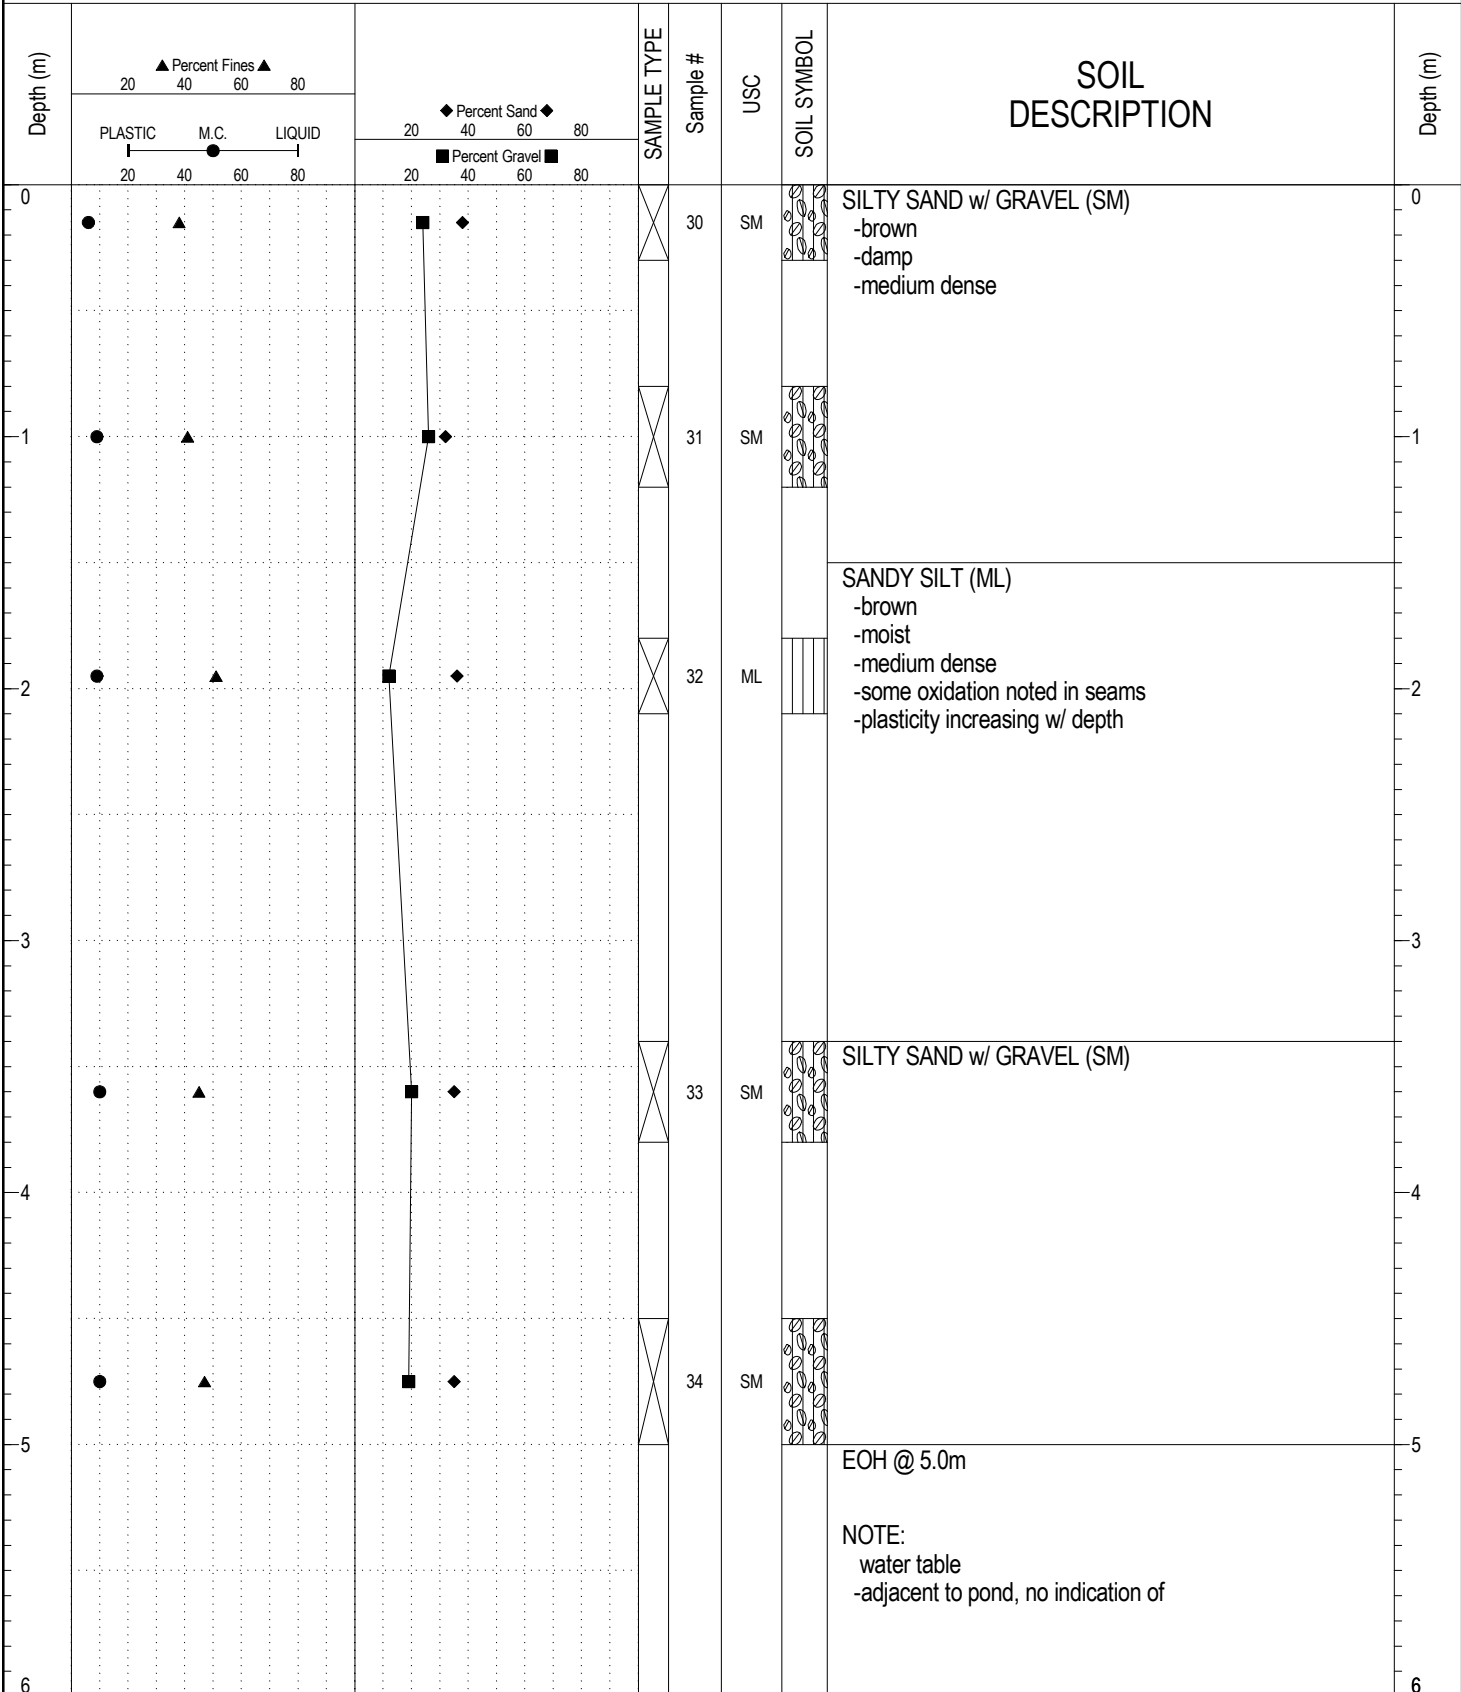 Depth (m)
▲ Percent Fines ▲
20 40 60 80
PLASTIC M.C. LIQUID
20 40 60 80
◆ Percent Sand ◆
20 40 60 80
■ Percent Gravel ■
20 40 60 80
SAMPLE TYPE
Sample #
USC
SOIL SYMBOL
SOIL
DESCRIPTION
Depth (m)
0 30 SM SILTY SAND w/ GRAVEL (SM) 0
-brown
-damp
-medium dense
1 31 SM 1
SANDY SILT (ML)
-brown
-moist
-medium dense
32 ML
2 -some oxidation noted in seams 2
-plasticity increasing w/ depth
3 3
SILTY SAND w/ GRAVEL (SM)
33 SM
4 4
34 SM
5 5
EOH @ 5.0m
NOTE:
water table
-adjacent to pond, no indication of
6 6